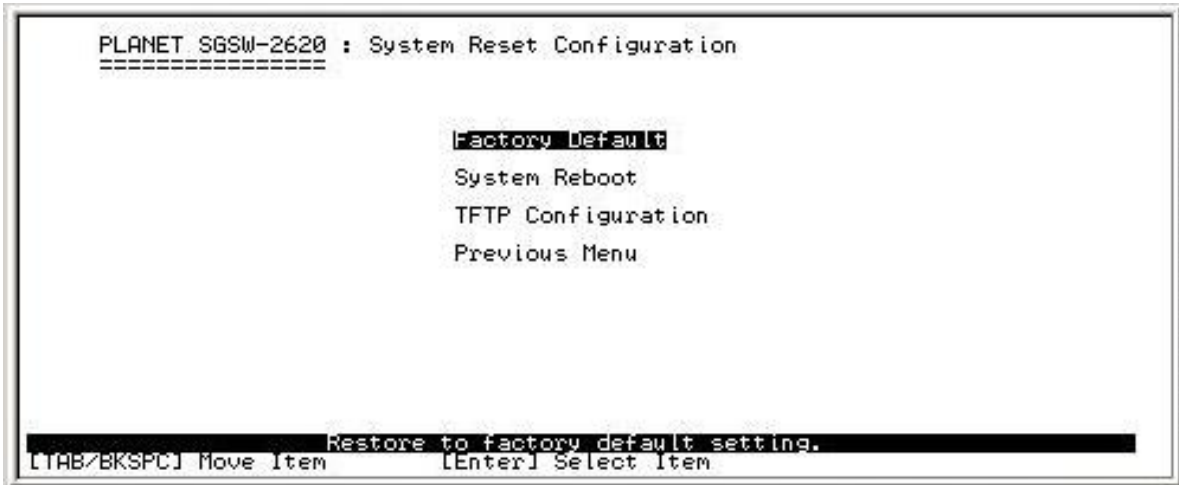 PLANET SGSW-2620 : System Reset Configuration
================
Factory Default
System Reboot
TFTP Configuration
Previous Menu
Restore to factory default setting.
[TAB/BKSPC] Move Item [Enter] Select Item